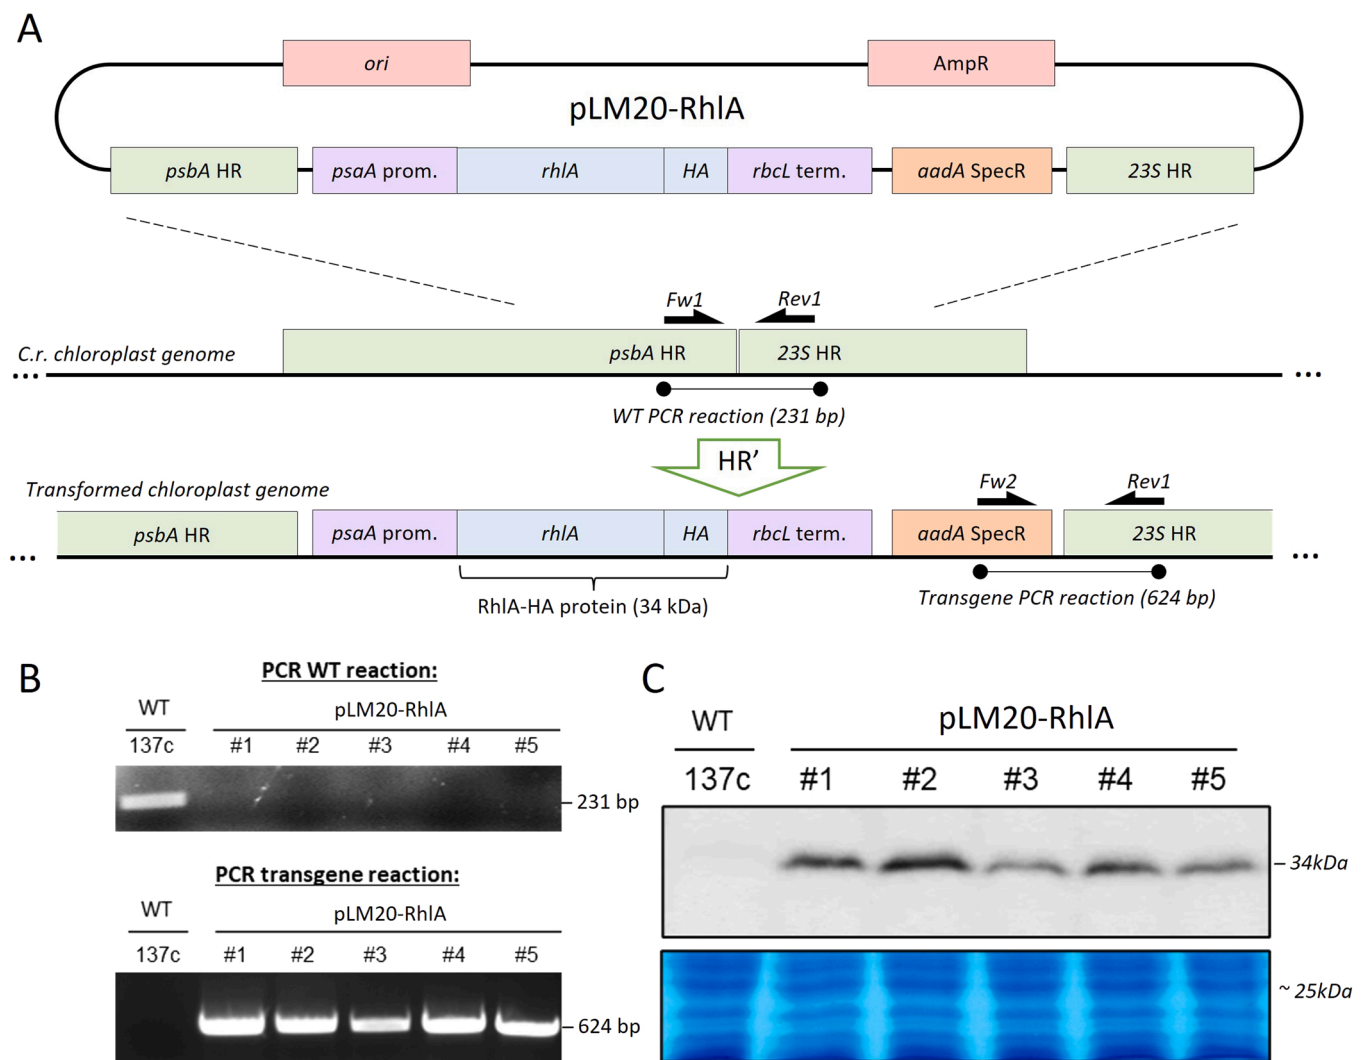 A
ori
AmpR
pLM20-RhlA
psbA HR
psaA prom.
rhlA
HA
rbcL term.
aadA SpecR
23S HR
Fw1
Rev1
C.r. chloroplast genome
psbA HR
23S HR
...
...
WT PCR reaction (231 bp)
HR’
Transformed chloroplast genome
Fw2
Rev1
psbA HR
psaA prom.
rhlA
HA
rbcL term.
aadA SpecR
23S HR
...
...
RhlA-HA protein (34 kDa)
Transgene PCR reaction (624 bp)
B
PCR WT reaction:
WT
pLM20-RhlA
137c
#1
#2
#3
#4
#5
231 bp
PCR transgene reaction:
WT
pLM20-RhlA
137c
#1
#2
#3
#4
#5
624 bp
C
WT
pLM20-RhlA
137c
#1
#2
#3
#4
#5
34kDa
~ 25kDa